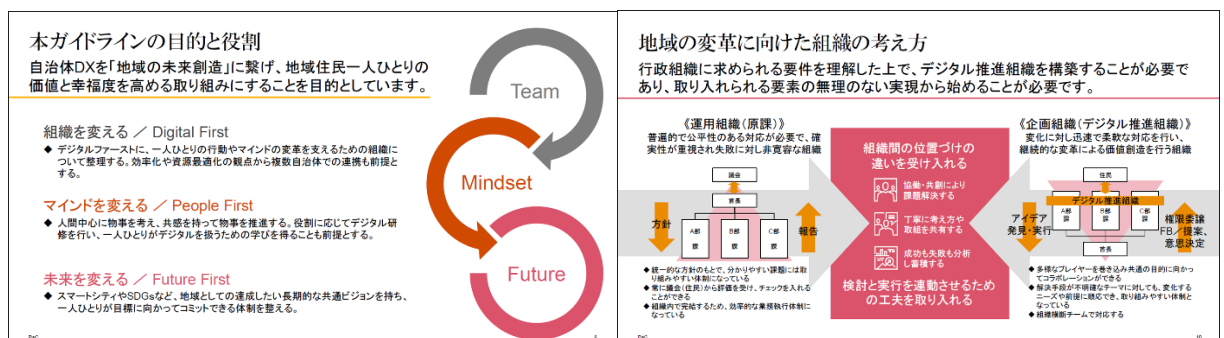 本ガイドラインの目的と役割
自治体DXを「地域の未来創造」に繋げ、地域住民一人ひとりの
価値と幸福度を高める取り組みにすることを目的としています。
組織を変える ／ Digital First
◆ デジタルファーストに、一人ひとりの行動やマインドの変革を支えるための組織に
ついて整理する。効率化や資源最適化の観点から複数自治体での連携も前提と
する。
マインドを変える ／ People First
◆ 人間中心に物事を考え、共感を持って物事を推進する。役割に応じてデジタル研
修を行い、一人ひとりがデジタルを扱うための学びを得ることも前提とする。
未来を変える ／ Future First
◆ スマートシティやSDGsなど、地域としての達成したい長期的な共通ビジョンを持ち、
一人ひとりが目標に向かってコミットできる体制を整える。
Team
Mindset
Future
PwC
地域の変革に向けた組織の考え方
行政組織に求められる要件を理解した上で、デジタル推進組織を構築することが必要で
あり、取り入れられる要素の無理のない実現から始めることが必要です。
《運用組織（原課）》
普遍的で公平性のある対応が必要で、確
実性が重視され失敗に対し非寛容な組織
議会
首長
A部
課
B部
課
C部
課
方針
報告
◆ 統一的な方針のもとで、分かりやすい課題には取
り組みやすい体制になっている
◆ 常に議会（住民）から評価を受け、チェックを入れる
ことができる
◆ 組織内で完結するため、効率的な業務執行体制に
なっている
組織間の位置づけの
違いを受け入れる
協働・共創により
課題解決する
丁寧に考え方や
取組を共有する
成功も失敗も分析
し蓄積する
検討と実行を連動させるため
の工夫を取り入れる
《企画組織（デジタル推進組織）》
変化に対し迅速で柔軟な対応を行い、
継続的な変革による価値創造を行う組織
住民
デジタル推進組織
A部
課
B部
課
C部
課
首長
アイデア
発見・実行
権限委譲
FB／提案、
意思決定
◆ 多様なプレイヤーを巻き込み共通の目的に向かっ
てコラボレーションができる
◆ 解決手段が不明確なテーマに対しても、変化する
ニーズや前提に順応でき、取り組みやすい体制と
なっている
◆ 組織横断チームで対応する
PwC
10